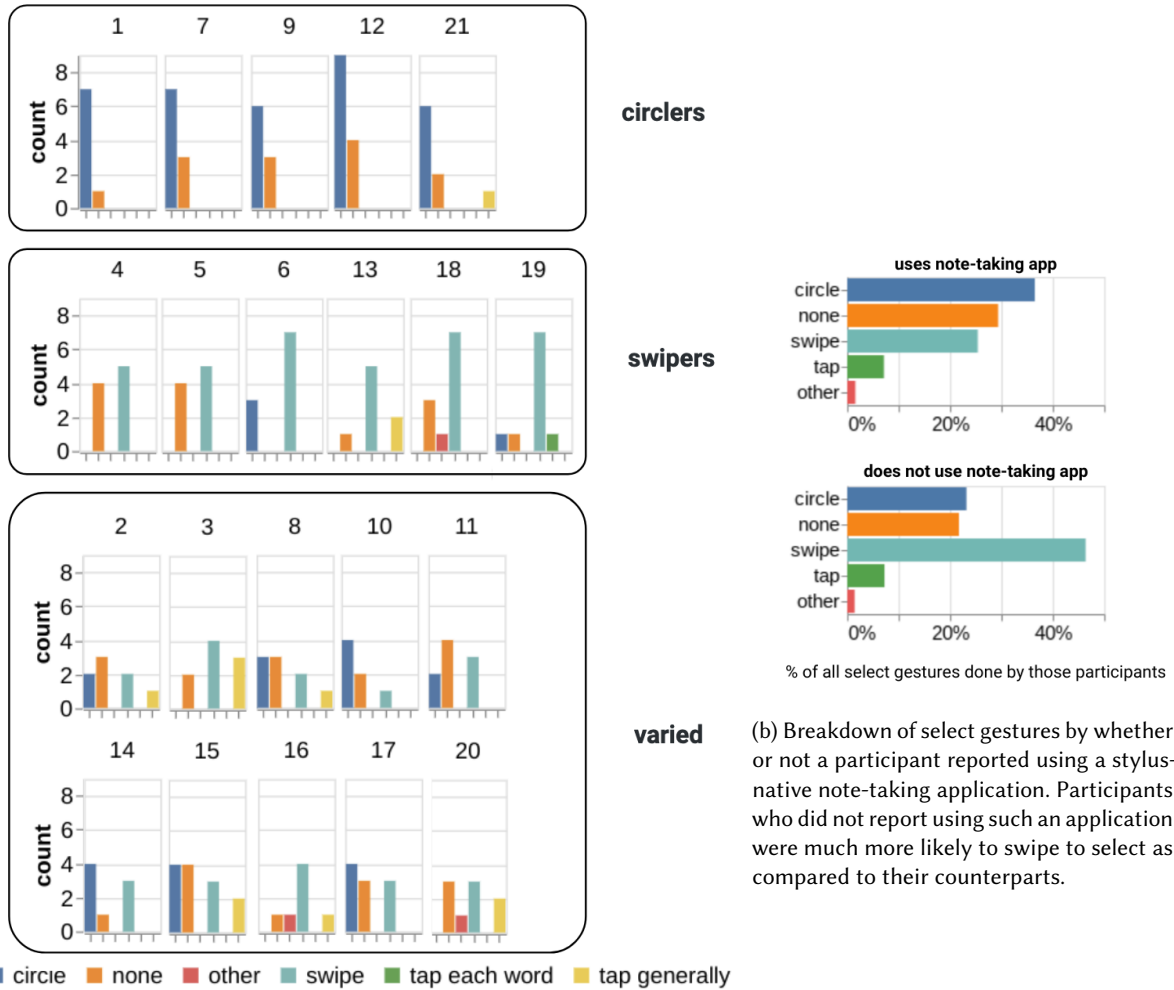 1 7 9 12 21
8
6
4
2
0
count
circlers
4 5 6 13 18 19
8
6
4
2
0
count
swipers
2 3 8 10 11
8
6
4
2
0
count
14 15 16 17 20
8
6
4
2
0
count
varied
circle none other swipe tap each word tap generally
uses note-taking app
circle
none
swipe
tap
other
0% 20% 40%
does not use note-taking app
circle
none
swipe
tap
other
0% 20% 40%
% of all select gestures done by those participants
(b) Breakdown of select gestures by whether
or not a participant reported using a stylus-
native note-taking application. Participants
who did not report using such an application
were much more likely to swipe to select as
compared to their counterparts.